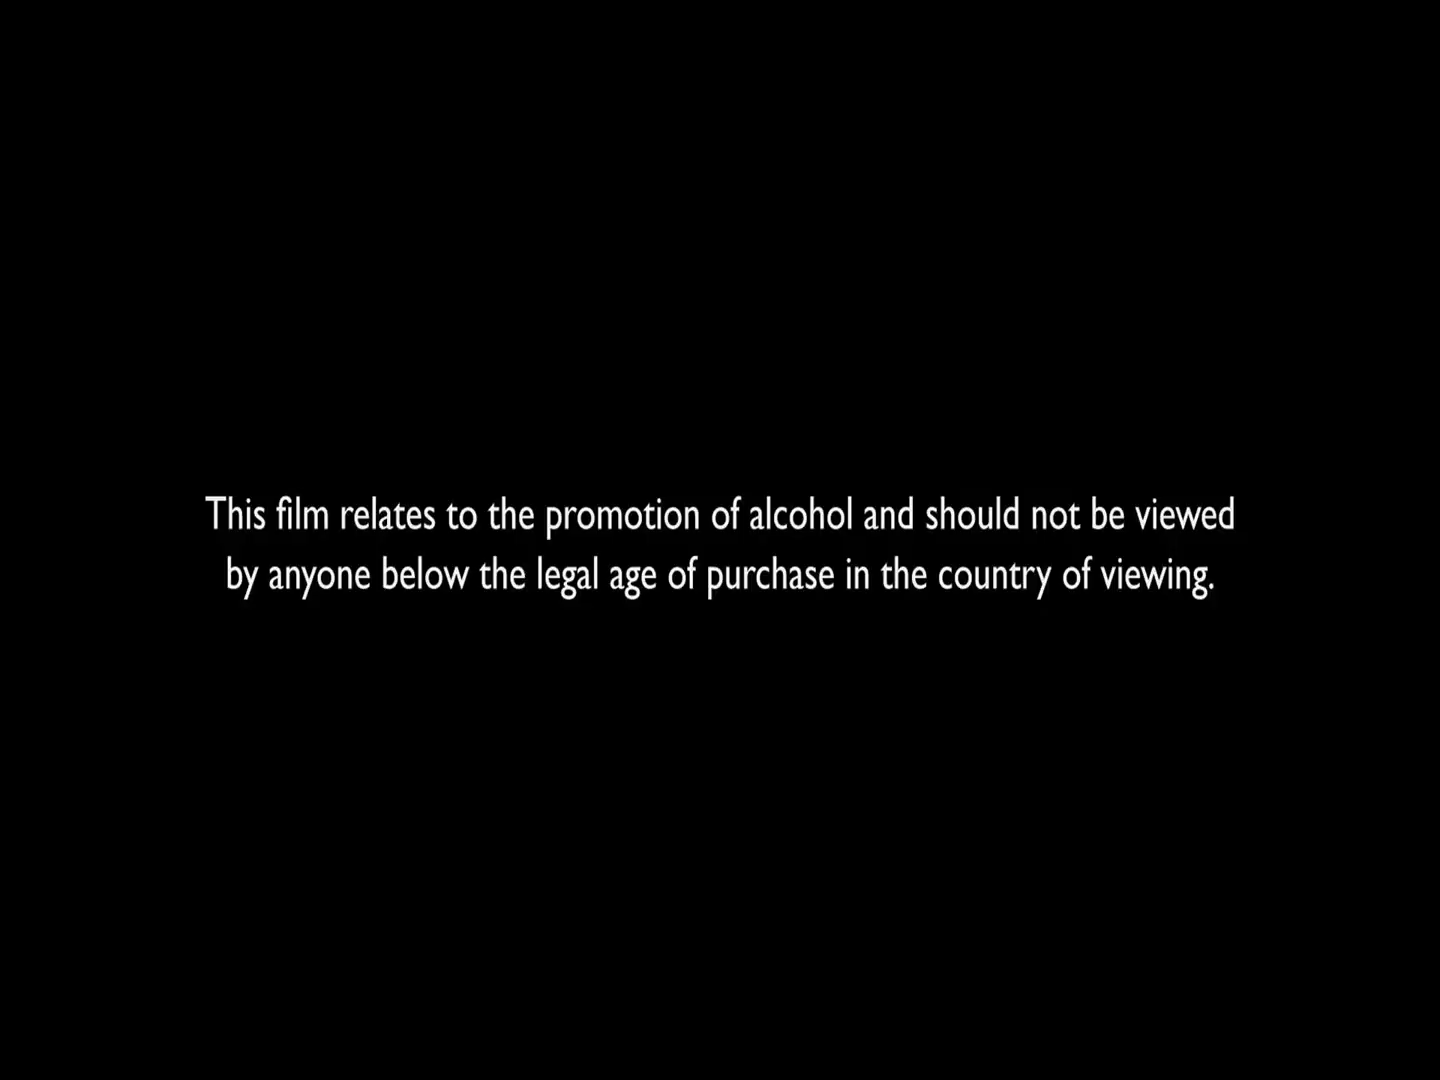 This film relates to the promotion of alcohol and should not be viewed
by anyone below the legal age of purchase in the country of viewing.